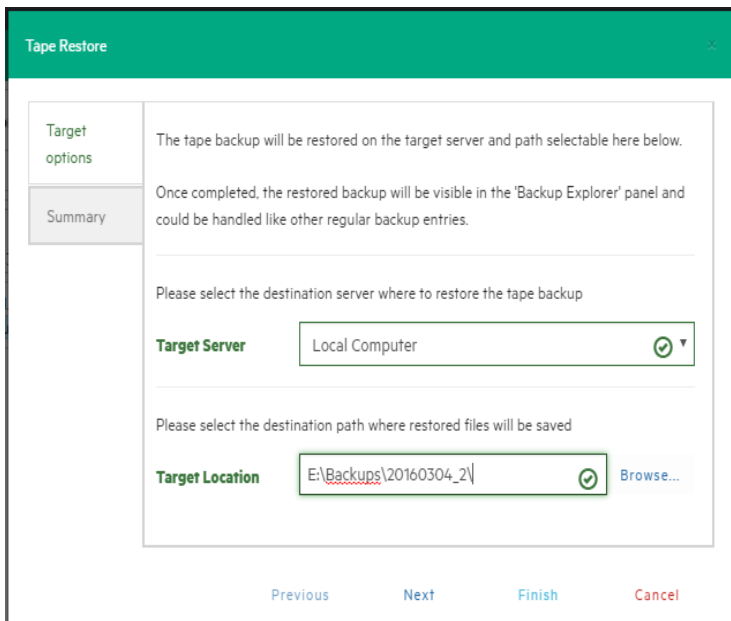 Tape Restore
×
Target
options
Summary
The tape backup will be restored on the target server and path selectable here below.
Once completed, the restored backup will be visible in the 'Backup Explorer' panel and
could be handled like other regular backup entries.
Please select the destination server where to restore the tape backup
Target Server
Local Computer
Please select the destination path where restored files will be saved
Target Location
E:\Backups\20160304_2\
Browse...
Previous
Next
Finish
Cancel